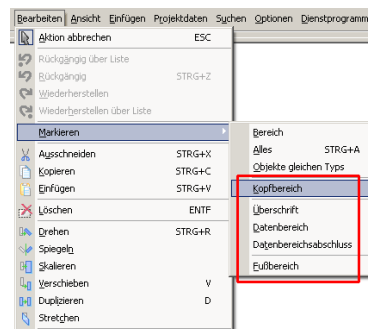 Bearbeiten Ansicht Einfügen Projektdaten Suchen Optionen Dienstprogramm
Aktion abbrechen ESC
Rückgängig über Liste
Rückgängig STRG+Z
Wiederherstellen
Wiederherstellen über Liste
Markieren
Bereich
Alles STRG+A
Objekte gleichen Typs
Kopfbereich
Überschrift
Datenbereich
Datenbereichsabschluss
Fußbereich
Ausschneiden STRG+X
Kopieren STRG+C
Einfügen STRG+V
Löschen ENTF
Drehen STRG+R
Spiegeln
Skalieren
Verschieben V
Duplizieren D
Stretchen